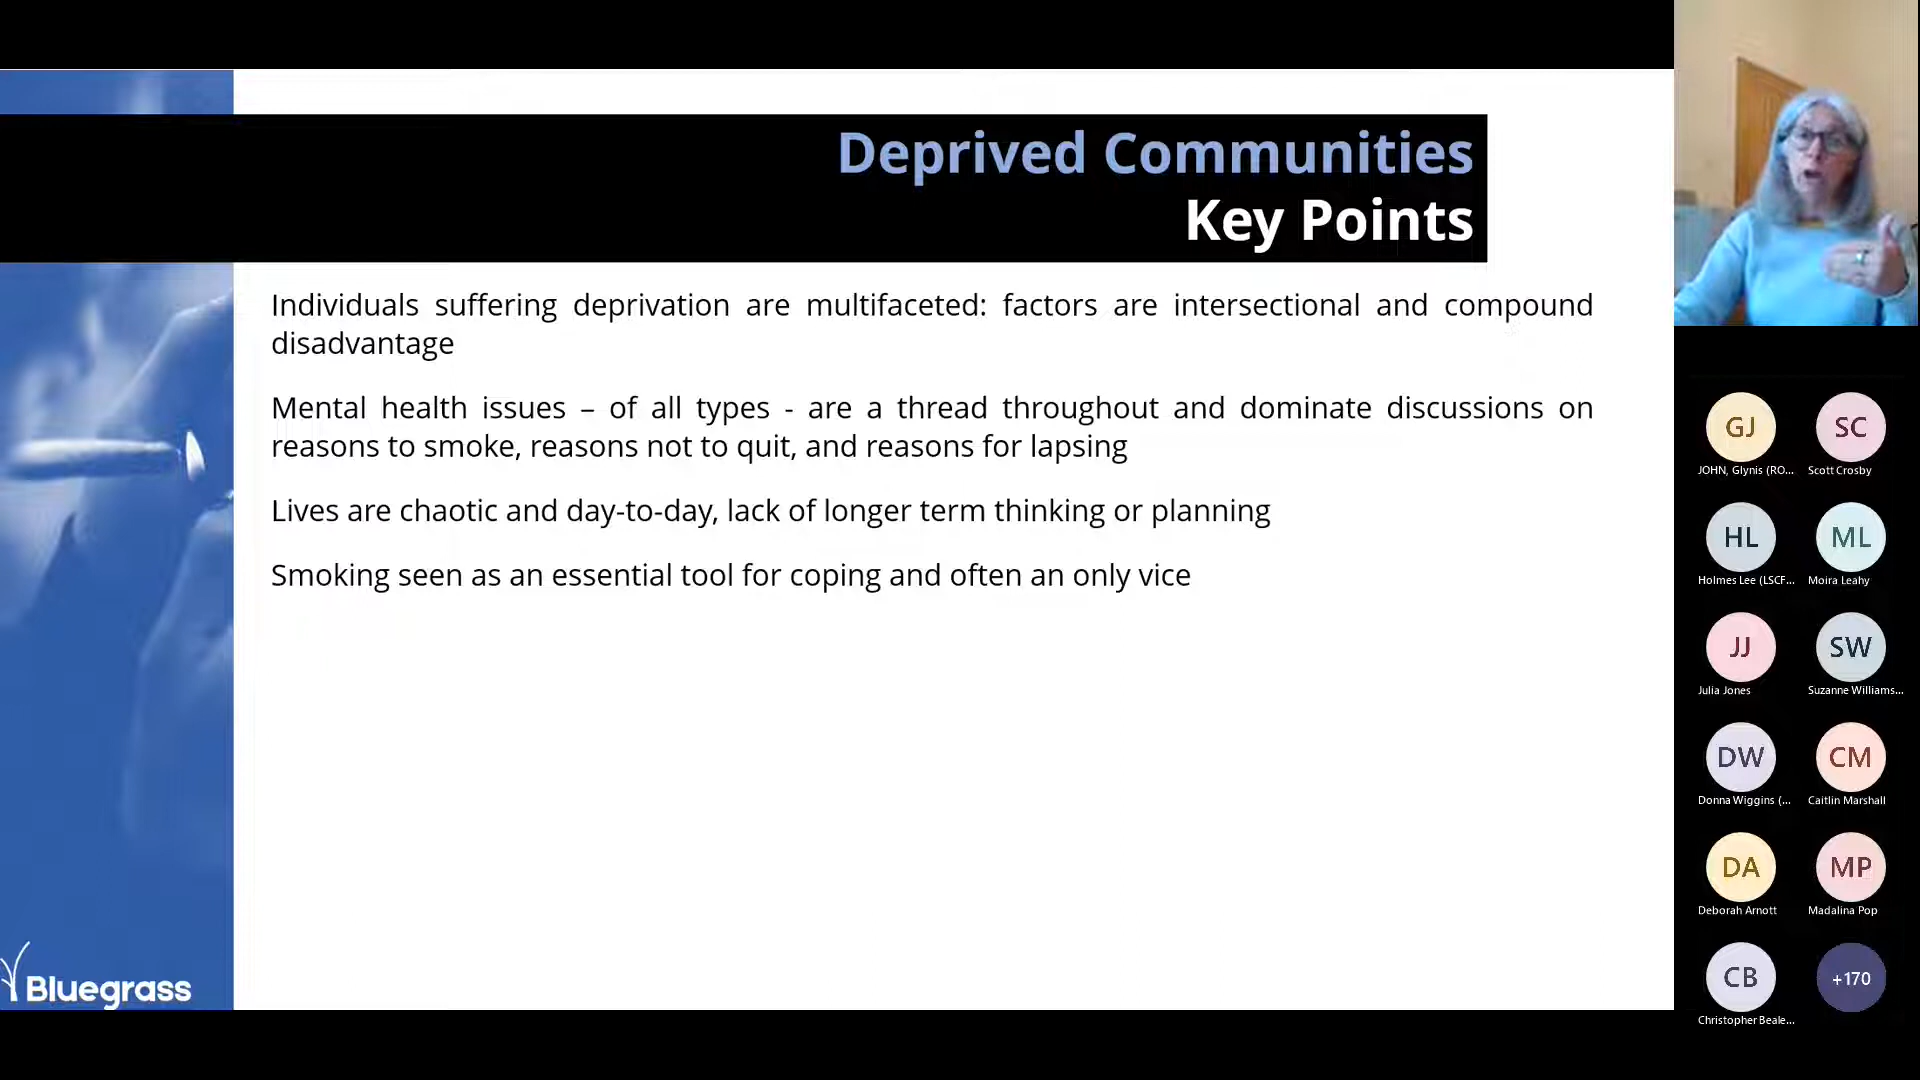 Deprived Communities
Key Points
Individuals suffering deprivation are multifaceted: factors are intersectional and compound
disadvantage
Mental health issues – of all types - are a thread throughout and dominate discussions on
reasons to smoke, reasons not to quit, and reasons for lapsing
Lives are chaotic and day-to-day, lack of longer term thinking or planning
Smoking seen as an essential tool for coping and often an only vice
Bluegrass
GJ
SC
JOHN, Glynis (RO...
Scott Crosby
HL
ML
Holmes Lee (LSCF...
Moira Leahy
JJ
SW
Julia Jones
Suzanne Williams...
DW
CM
Donna Wiggins (...
Caitlin Marshall
DA
MP
Deborah Arnott
Madalina Pop
CB
+170
Christopher Beale...